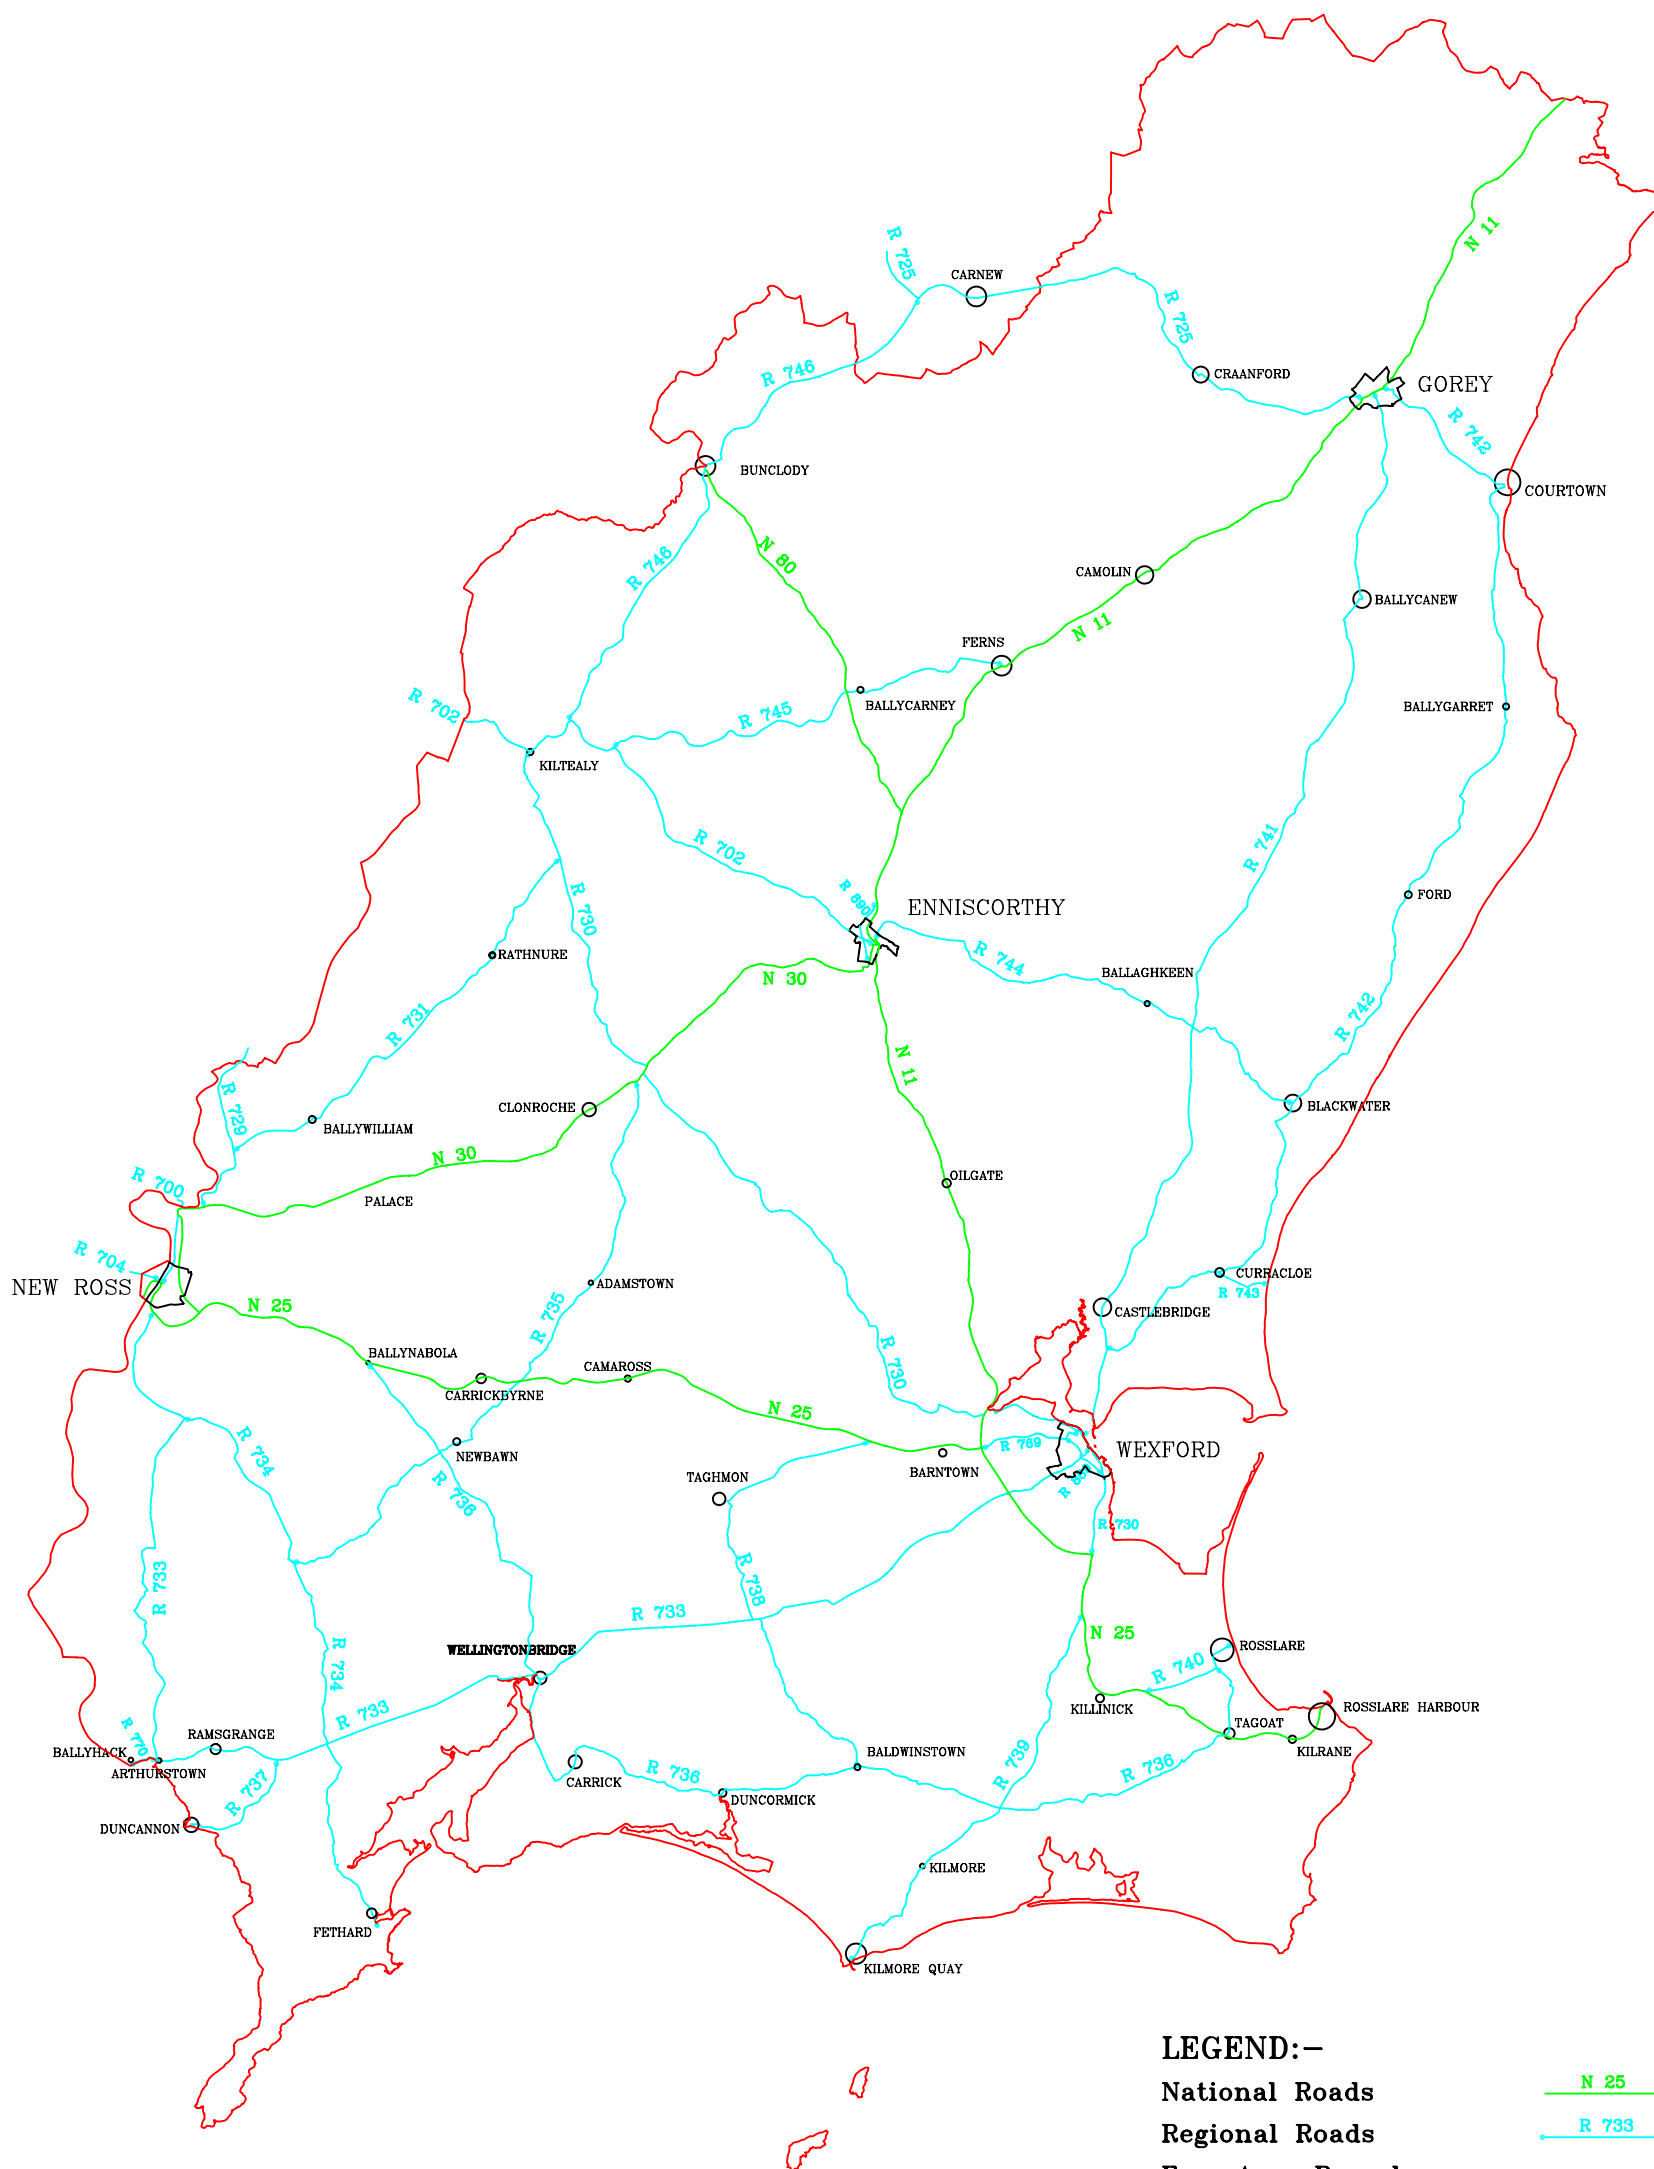 N 11
R 725
CARNEW
R 725
R 746
CRAANFORD
GOREY
R 742
BUNCLODY
COURTOWN
N 80
R 746
CAMOLIN
BALLYCANEW
N 11
FERNS
R 702
R 745
BALLYCARNEY
BALLYGARRET
KILTEALY
R 702
R 741
R 890
R 730
FORD
ENNISCORTHY
RATHNURE
R 744
N 30
BALLAGHKEEN
R 731
R 742
N 11
R 729
CLONROCHE
BLACKWATER
BALLYWILLIAM
N 30
OILGATE
R 700
PALACE
R 704
CURRACLOE
NEW ROSS
ADAMSTOWN
R 743
N 25
CASTLEBRIDGE
R 735
BALLYNABOLA
CAMAROSS
R 730
CARRICKBYRNE
N 25
R 769
WEXFORD
R 734
NEWBAWN
BARNTOWN
TAGHMON
R 736
R 730
R 738
R 733
R 733
N 25
WELLINGTONBRIDGE
ROSSLARE
R 734
R 740
R 733
KILLINICK
ROSSLARE HARBOUR
RAMSGRANGE
R 770
TAGOAT
BALLYHACK
BALDWINSTOWN
KILRANE
ARTHURSTOWN
R 739
R 737
CARRICK
R 736
R 736
DUNCORMICK
DUNCANNON
KILMORE
FETHARD
KILMORE QUAY
LEGEND:-
National Roads N 25
Regional Roads R 733